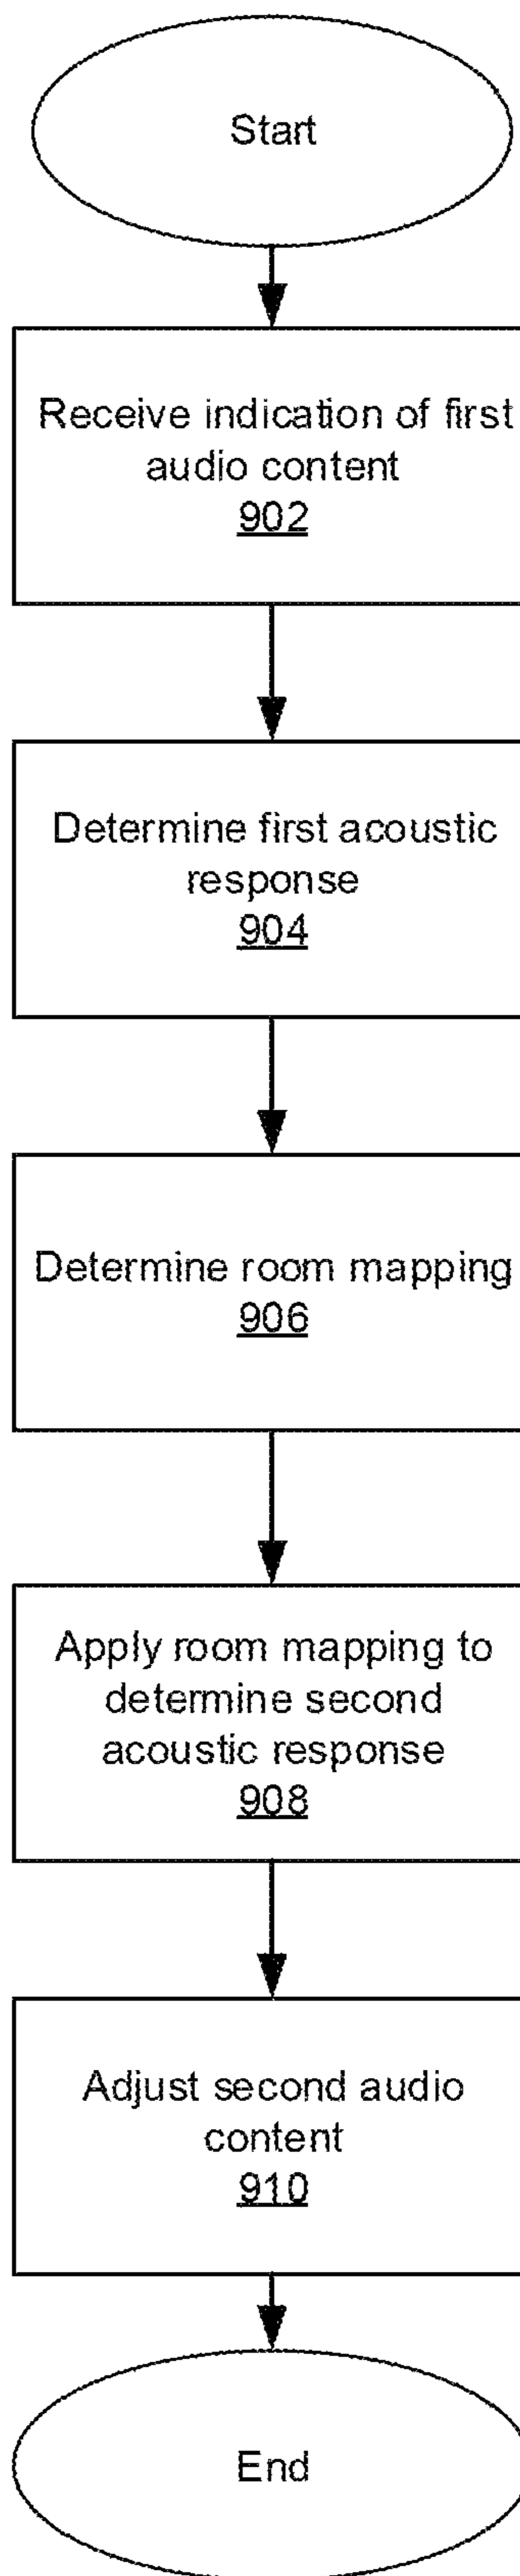 Start
Receive indication of first
audio content
902
Determine first acoustic
response
904
Determine room mapping
906
Apply room mapping to
determine second
acoustic response
908
Adjust second audio
content
910
End